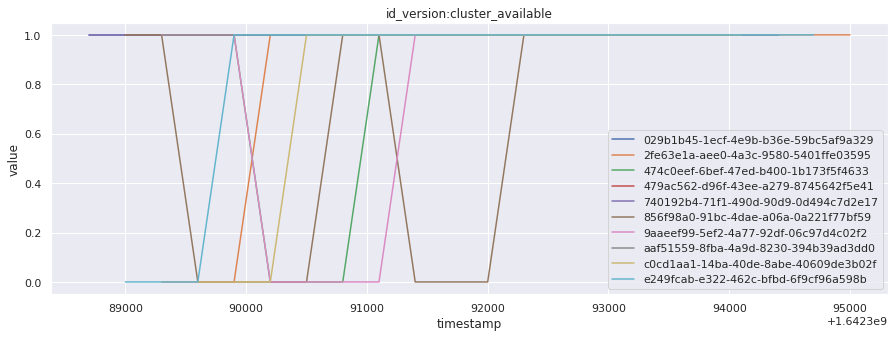 id_version:cluster_available
value
1.0
0.8
0.6
0.4
0.2
0.0
029b1b45-1ecf-4e9b-b36e-59bc5af9a329
2fe63e1a-aee0-4a3c-9580-5401ffe03595
474c0eef-6bef-47ed-b400-1b173f5f4633
479ac562-d96f-43ee-a279-8745642f5e41
740192b4-71f1-490d-90d9-0d494c7d2e17
856f98a0-91bc-4dae-a06a-0a221f77bf59
9aaeef99-5ef2-4a77-92df-06c97d4c02f2
aaf51559-8fba-4a9d-8230-394b39ad3dd0
c0cd1aa1-14ba-40de-8abe-40609de3b02f
e249fcab-e322-462c-bfbd-6f9cf96a598b
89000 90000 91000 92000 93000 94000 95000
timestamp
+1.6423e9